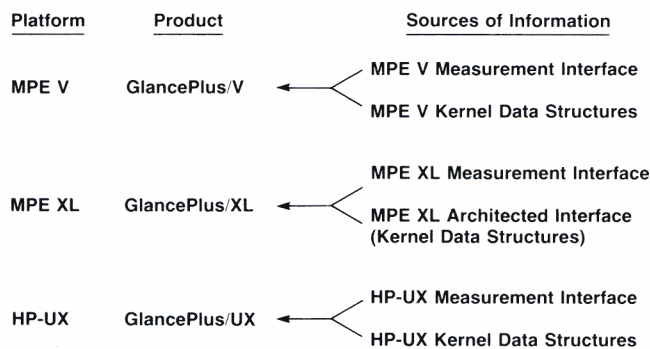 Platform Product Sources of Information
MPE V Measurement Interface
MPE V GlancePlus/V
MPE V Kernel Data Structures
MPE XL Measurement Interface
MPE XL GlancePlus/XL
MPE XL Architected Interface
(Kernel Data Structures)
HP-UX Measurement Interface
HP-UX GlancePlus/UX
HP-UX Kernel Data Structures